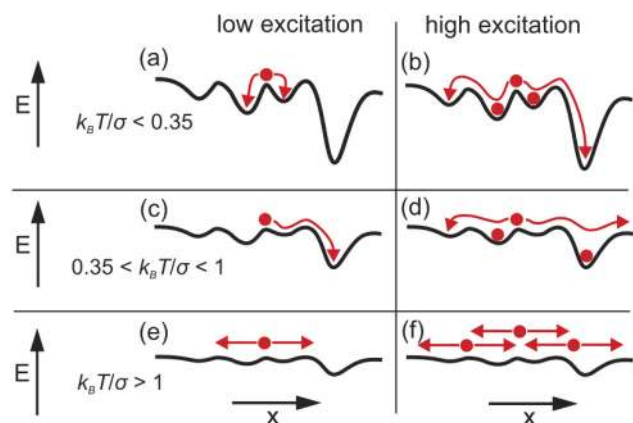 low excitation high excitation
(a) (b)
E
k_BT/σ < 0.35
(c) (d)
E
0.35 < k_BT/σ < 1
(e) (f)
E
k_BT/σ > 1
x x